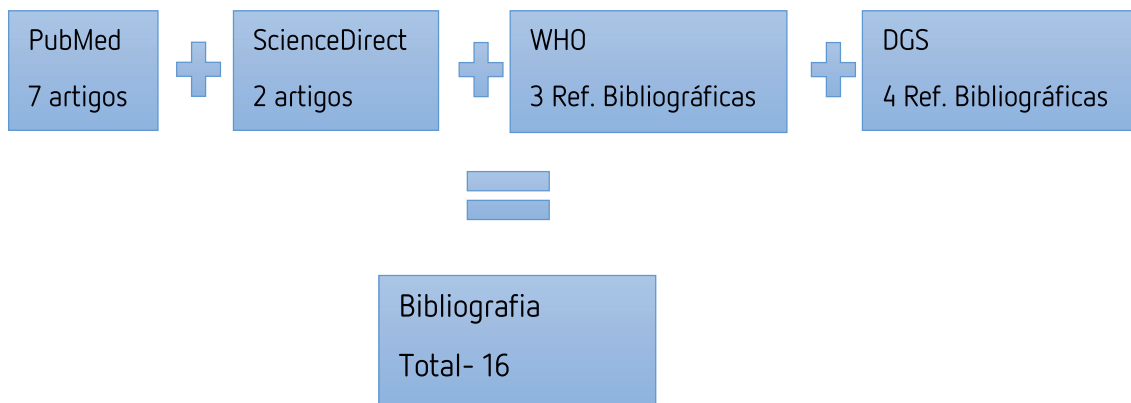 PubMed
7 artigos
ScienceDirect
2 artigos
WHO
3 Ref. Bibliográficas
DGS
4 Ref. Bibliográficas
Bibliografia
Total- 16